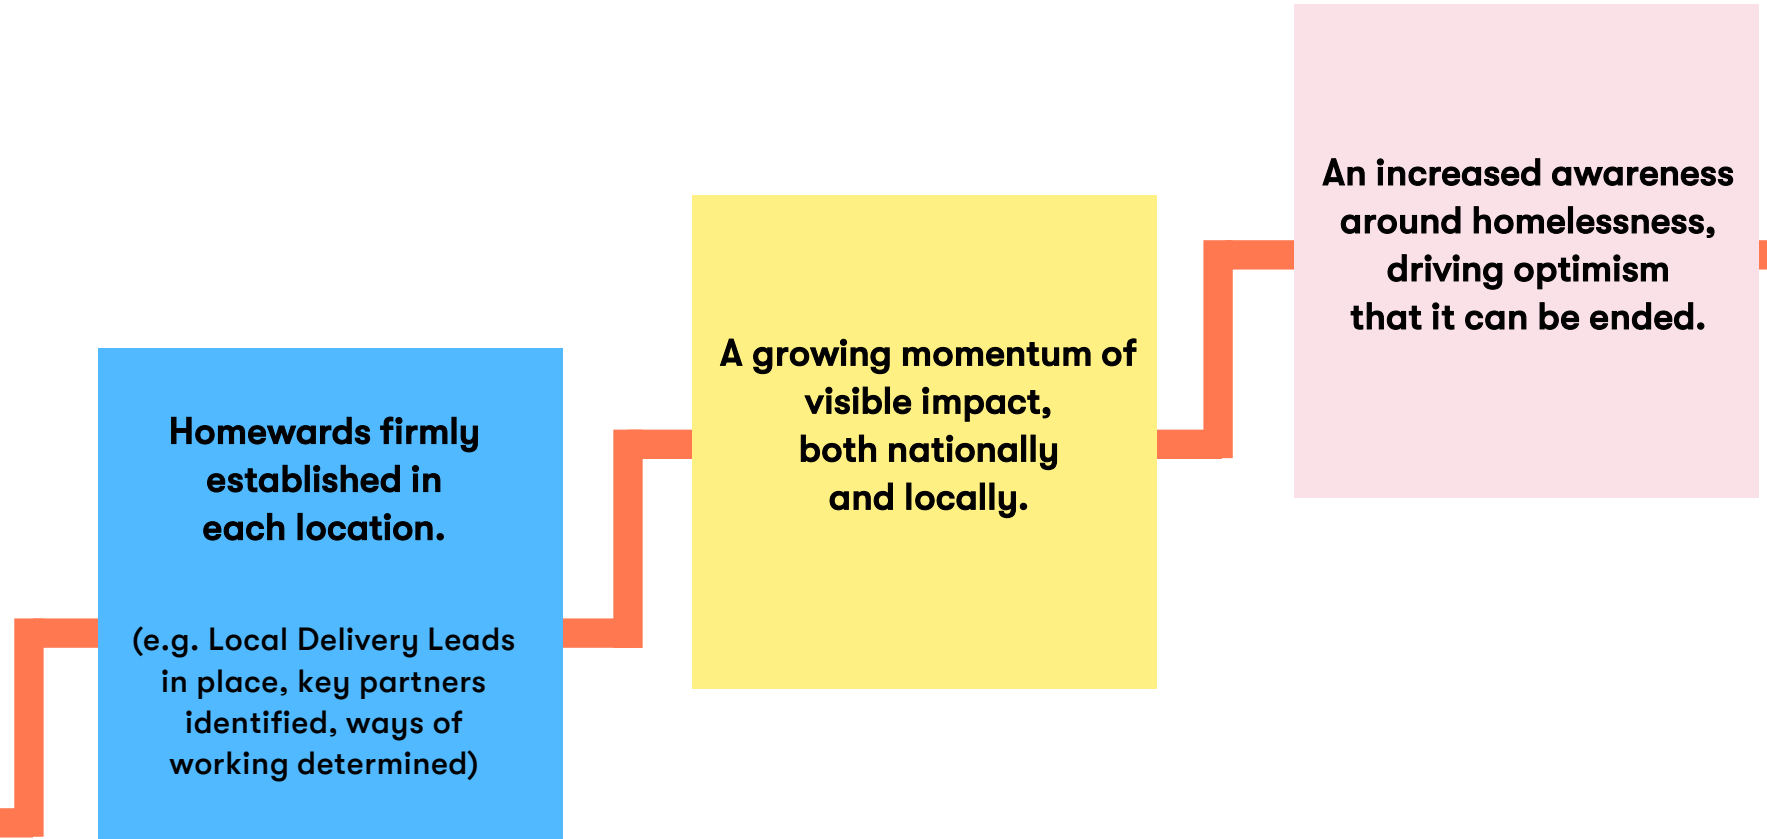 Homewards firmly
established in
each location.
(e.g. Local Delivery Leads
in place, key partners
identified, ways of
working determined)
A growing momentum of
visible impact,
both nationally
and locally.
An increased awareness
around homelessness,
driving optimism
that it can be ended.